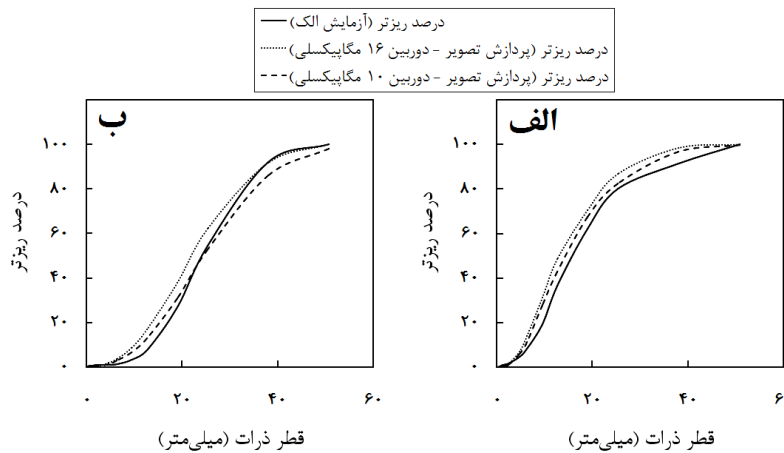 درصد ریزتر (آزمایش الک)
درصد ریزتر (پردازش تصویر - دوربین ۱۶ مگاپیکسلی)
درصد ریزتر (پردازش تصویر - دوربین ۱۰ مگاپیکسلی)
الف
درصد ریزتر
۱۰۰
۸۰
۶۰
۴۰
۲۰
۰
۰ ۲۰ ۴۰ ۶
قطر ذرات (میلی‌متر)
ب
درصد ریزتر
۱۰۰
۸۰
۶۰
۴۰
۲۰
۰
۰ ۲۰ ۴۰ ۶۰
قطر ذرات (میلی‌متر)